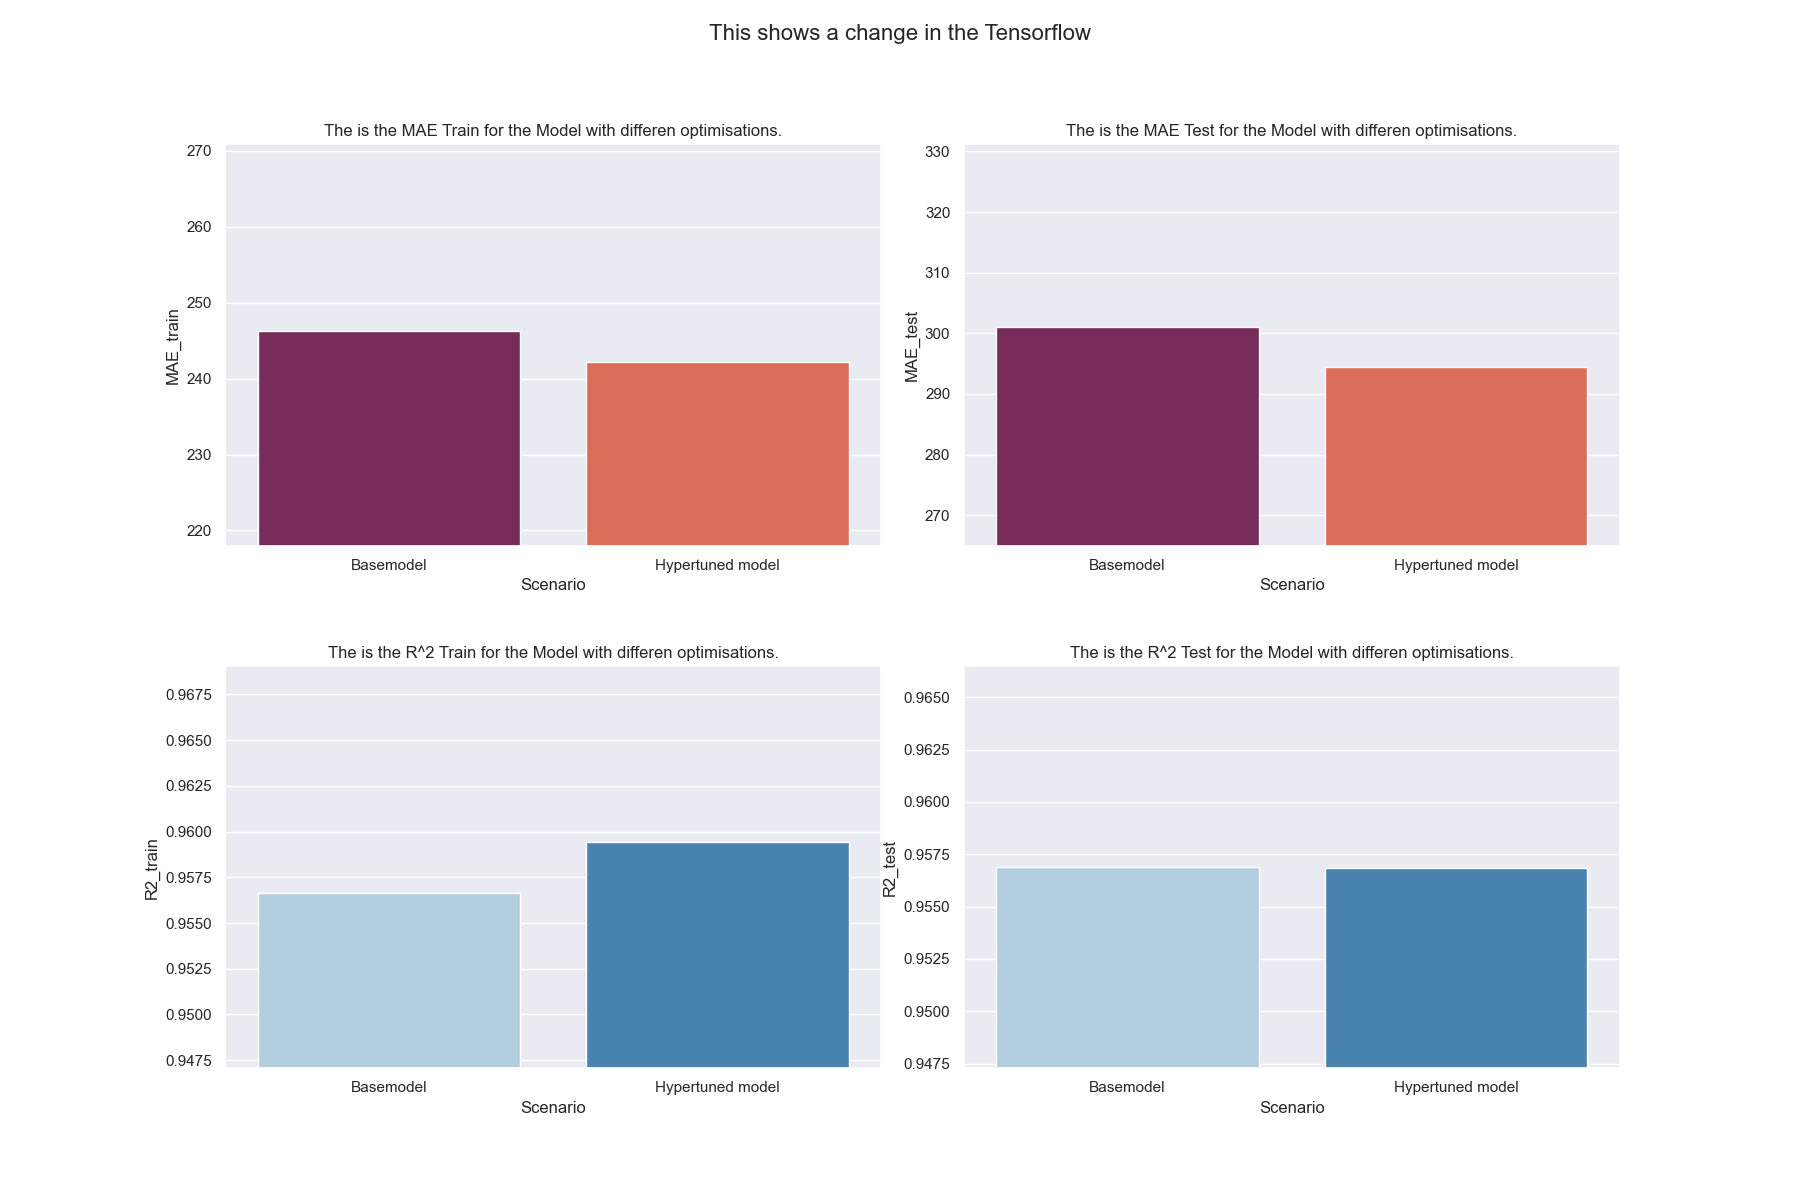 This shows a change in the Tensorflow
The is the MAE Train for the Model with differen optimisations.
270
260
250
240
230
220
MAE_train
Basemodel
Hypertuned model
Scenario
The is the MAE Test for the Model with differen optimisations.
330
320
310
300
290
280
270
MAE_test
Basemodel
Hypertuned model
Scenario
The is the R^2 Train for the Model with differen optimisations.
0.9675
0.9650
0.9625
0.9600
0.9575
0.9550
0.9525
0.9500
0.9475
R2_train
Basemodel
Hypertuned model
Scenario
The is the R^2 Test for the Model with differen optimisations.
0.9650
0.9625
0.9600
0.9575
0.9550
0.9525
0.9500
0.9475
R2_test
Basemodel
Hypertuned model
Scenario